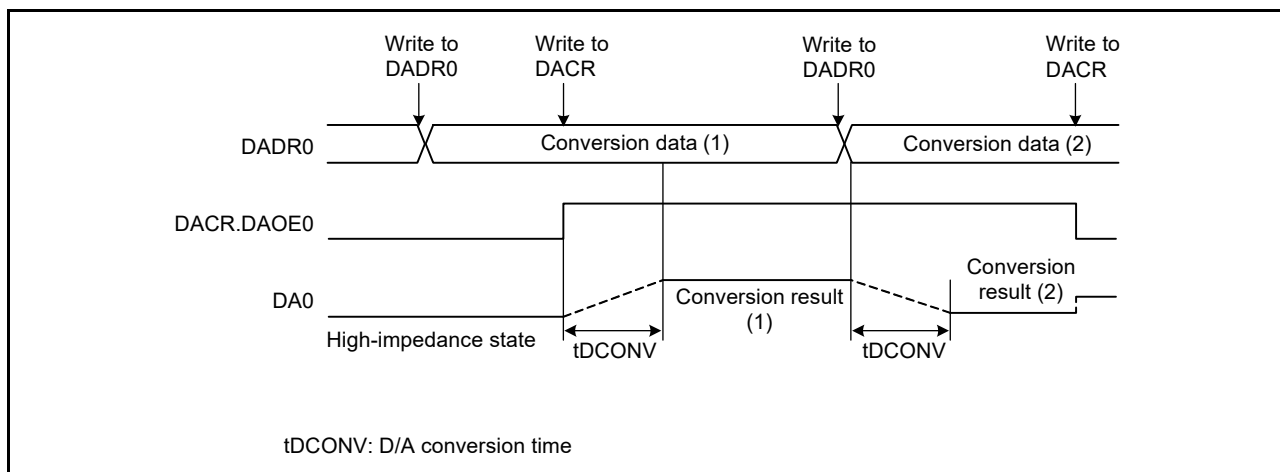 Write to
DADR0
Write to
DACR
Write to
DADR0
Write to
DACR
DADR0
Conversion data (1)
Conversion data (2)
DACR.DAOE0
DA0
Conversion result
(1)
Conversion
result (2)
High-impedance state
tDCONV
tDCONV
tDCONV: D/A conversion time